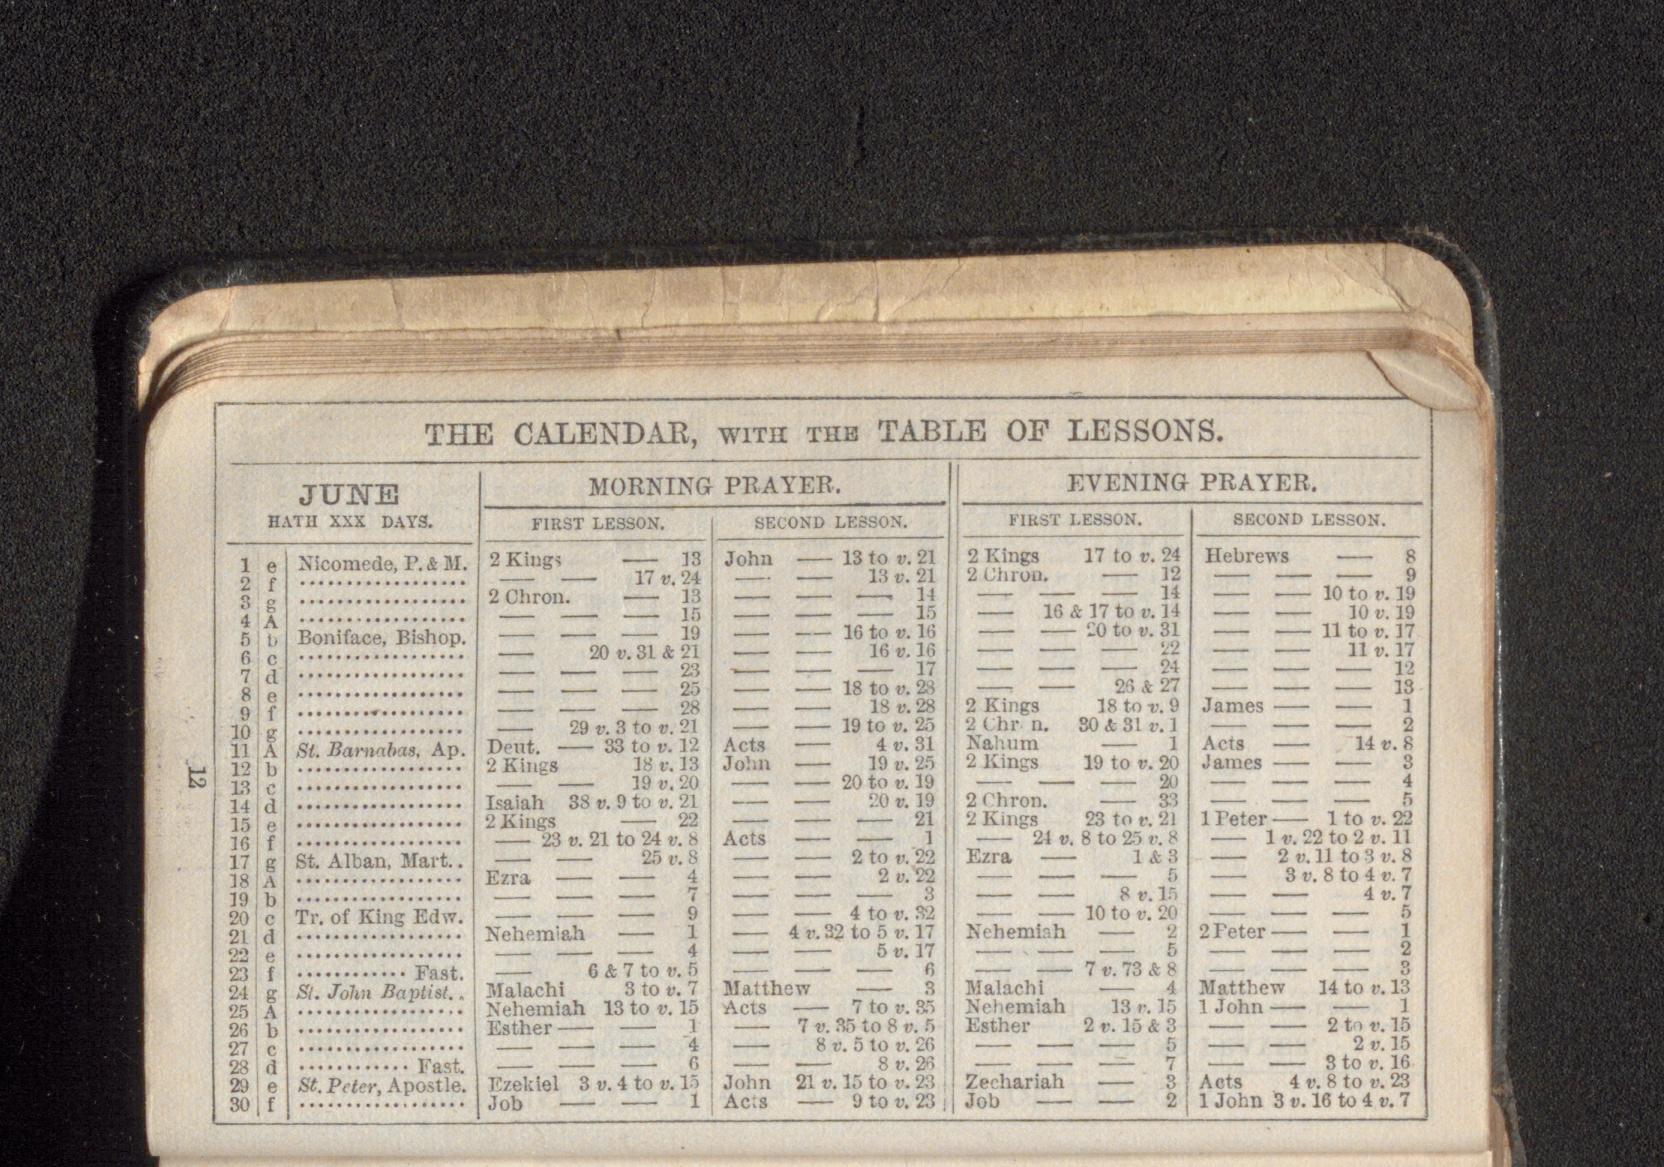 THE CALENDAR, WITH THE TABLE OF LESSONS.
JUNE MORNING PRAYER. EVENING PRAYER.
HATH XXX DAYS. FIRST LESSON. SECOND LESSON. FIRST LESSON. SECOND LESSON.
1 e Nicomede, P. & M. 2 Kings — 13 John — 13 to v. 21 2 Kings 17 to v. 24 Hebrews — 8
2 f .................. — — 17 v. 24 — — 13 v. 21 2 Chron. — 12 — — — 9
3 g .................. 2 Chron. — 13 — — — 14 — — — 14 — — 10 to v. 19
4 A .................. — — — 15 — — — 15 — 16 & 17 to v. 14 — — 10 v. 19
5 b Boniface, Bishop. — — — 19 — — 16 to v. 16 — — 20 to v. 31 — — 11 to v. 17
6 c .................. — 20 v. 31 & 21 — — 16 v. 16 — — — 22 — — 11 v. 17
7 d .................. — — — 23 — — — 17 — — — 24 — — — 12
8 e .................. — — — 25 — — 18 to v. 28 — — 26 & 27 — — — 13
9 f .................. — — — 28 — — 18 v. 28 2 Kings 18 to v. 9 James — — 1
10 g .................. — 29 v. 3 to v. 21 — — 19 to v. 25 2 Chr n. 30 & 31 v. 1 — — — 2
11 A St. Barnabas, Ap. Deut. — 33 to v. 12 Acts — 4 v. 31 Nahum — 1 Acts — 14 v. 8
12 b .................. 2 Kings 18 v. 13 John — 19 v. 25 2 Kings 19 to v. 20 James — — 3
13 c .................. — — 19 v. 20 — — 20 to v. 19 — — — 20 — — — 4
14 d .................. Isaiah 38 v. 9 to v. 21 — — 20 v. 19 2 Chron. — 33 — — — 5
15 e .................. 2 Kings — 22 — — — 21 2 Kings 23 to v. 21 1 Peter — 1 to v. 22
16 f .................. — 23 v. 21 to 24 v. 8 Acts — — 1 — 24 v. 8 to 25 v. 8 — 1 v. 22 to 2 v. 11
17 g St. Alban, Mart.. — — 25 v. 8 — — 2 to v. 22 Ezra — 1 & 3 — 2 v. 11 to 3 v. 8
18 A .................. Ezra — — 4 — — 2 v. 22 — — — 5 — 3 v. 8 to 4 v. 7
19 b .................. — — — 7 — — — 3 — — 8 v. 15 — — 4 v. 7
20 c Tr. of King Edw. — — — 9 — — 4 to v. 32 — — 10 to v. 20 — — — 5
21 d .................. Nehemiah — 1 — 4 v. 32 to 5 v. 17 Nehemiah — 2 2 Peter — — 1
22 e .................. — — — 4 — — 5 v. 17 — — — 5 — — — 2
23 f ............ Fast. — 6 & 7 to v. 5 — — — 6 — — 7 v. 73 & 8 — — — 3
24 g St. John Baptist.. Malachi 3 to v. 7 Matthew — 3 Malachi — 4 Matthew 14 to v. 13
25 A .................. Nehemiah 13 to v. 15 Acts — 7 to v. 35 Nehemiah 13 v. 15 1 John — — 1
26 b .................. Esther — — 1 — 7 v. 35 to 8 v. 5 Esther 2 v. 15 & 3 — — 2 to v. 15
27 c .................. — — — 4 — 8 v. 5 to v. 26 — — — 5 — — 2 v. 15
28 d ............ Fast. — — — 6 — — 8 v. 26 — — — 7 — — 3 to v. 16
29 e St. Peter, Apostle. Ezekiel 3 v. 4 to v. 15 John 21 v. 15 to v. 23 Zechariah — 3 Acts 4 v. 8 to v. 23
30 f .................. Job — — 1 Acts — 9 to v. 23 Job — — 2 1 John 3 v. 16 to 4 v. 7
12